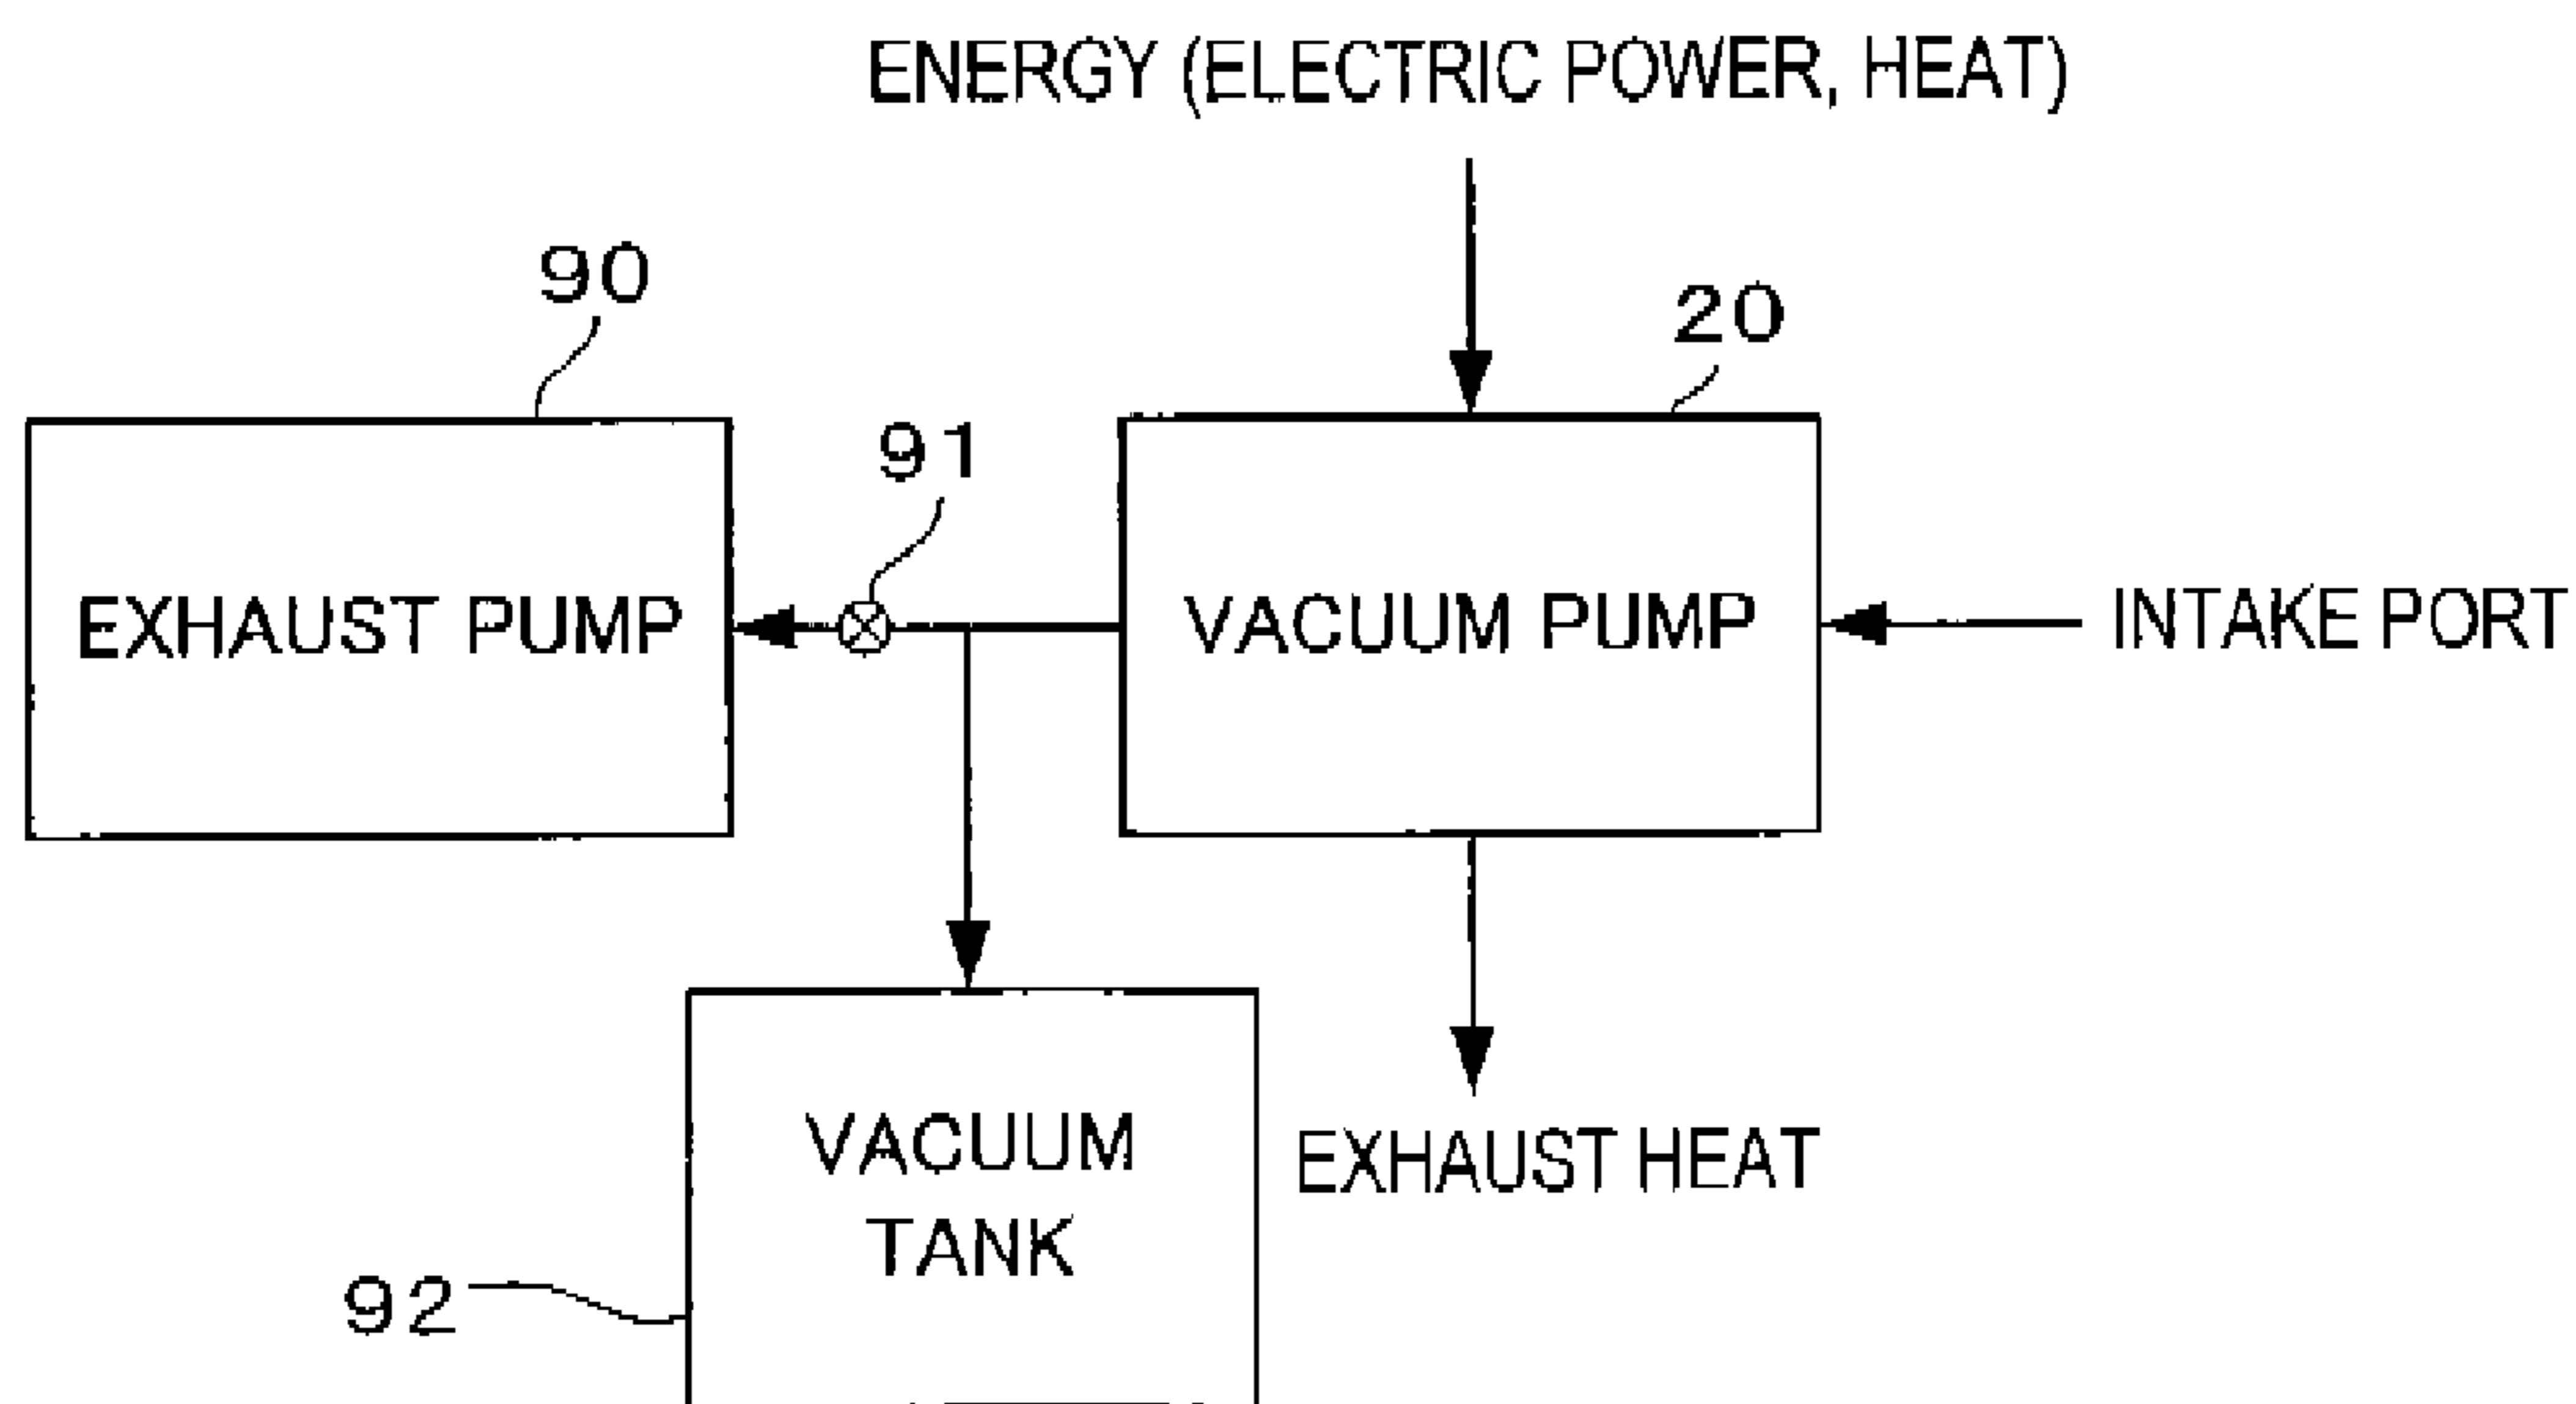 ENERGY (ELECTRIC POWER, HEAT)
90
20
91
EXHAUST PUMP
VACUUM PUMP
INTAKE PORT
VACUUM
TANK
EXHAUST HEAT
92